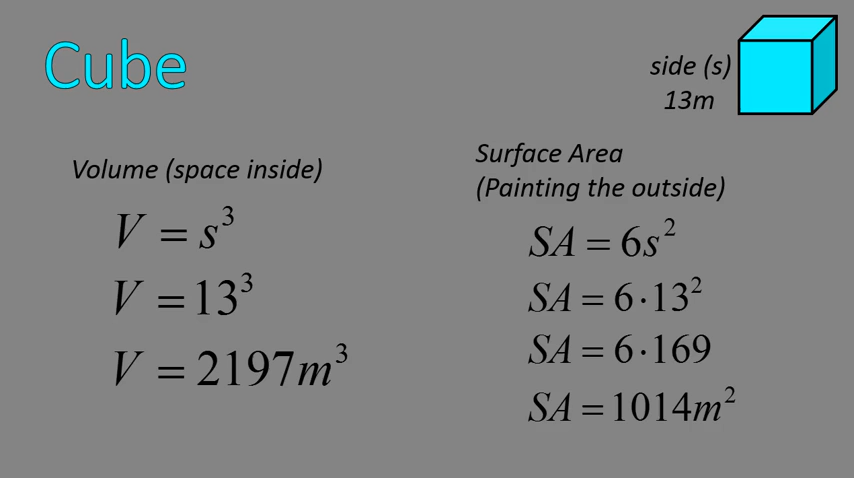 Cube
side (s)
13m
Volume (space inside)
V = s³
V = 13³
V = 2197m³
Surface Area
(Painting the outside)
SA = 6s²
SA = 6·13²
SA = 6·169
SA = 1014m²